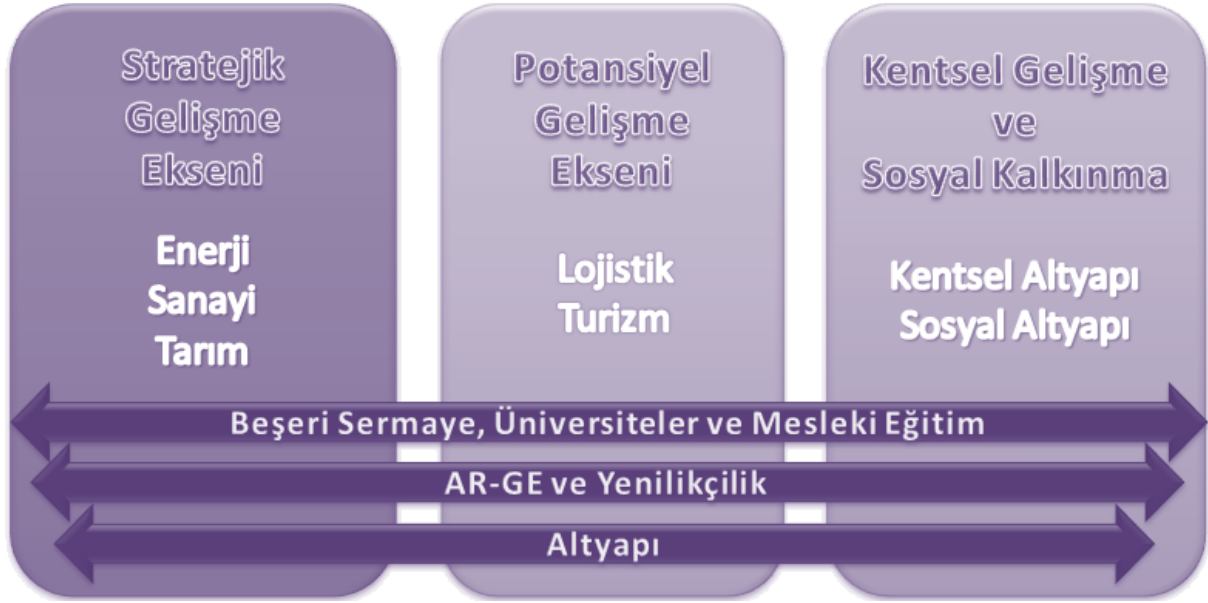 Stratejik
Gelişme
Ekseni
Enerji
Sanayi
Tarım
Potansiyel
Gelişme
Ekseni
Lojistik
Turizm
Kentsel Gelişme
ve
Sosyal Kalkınma
Kentsel Altyapı
Sosyal Altyapı
Beşeri Sermaye, Üniversiteler ve Mesleki Eğitim
AR-GE ve Yenilikçilik
Altyapı